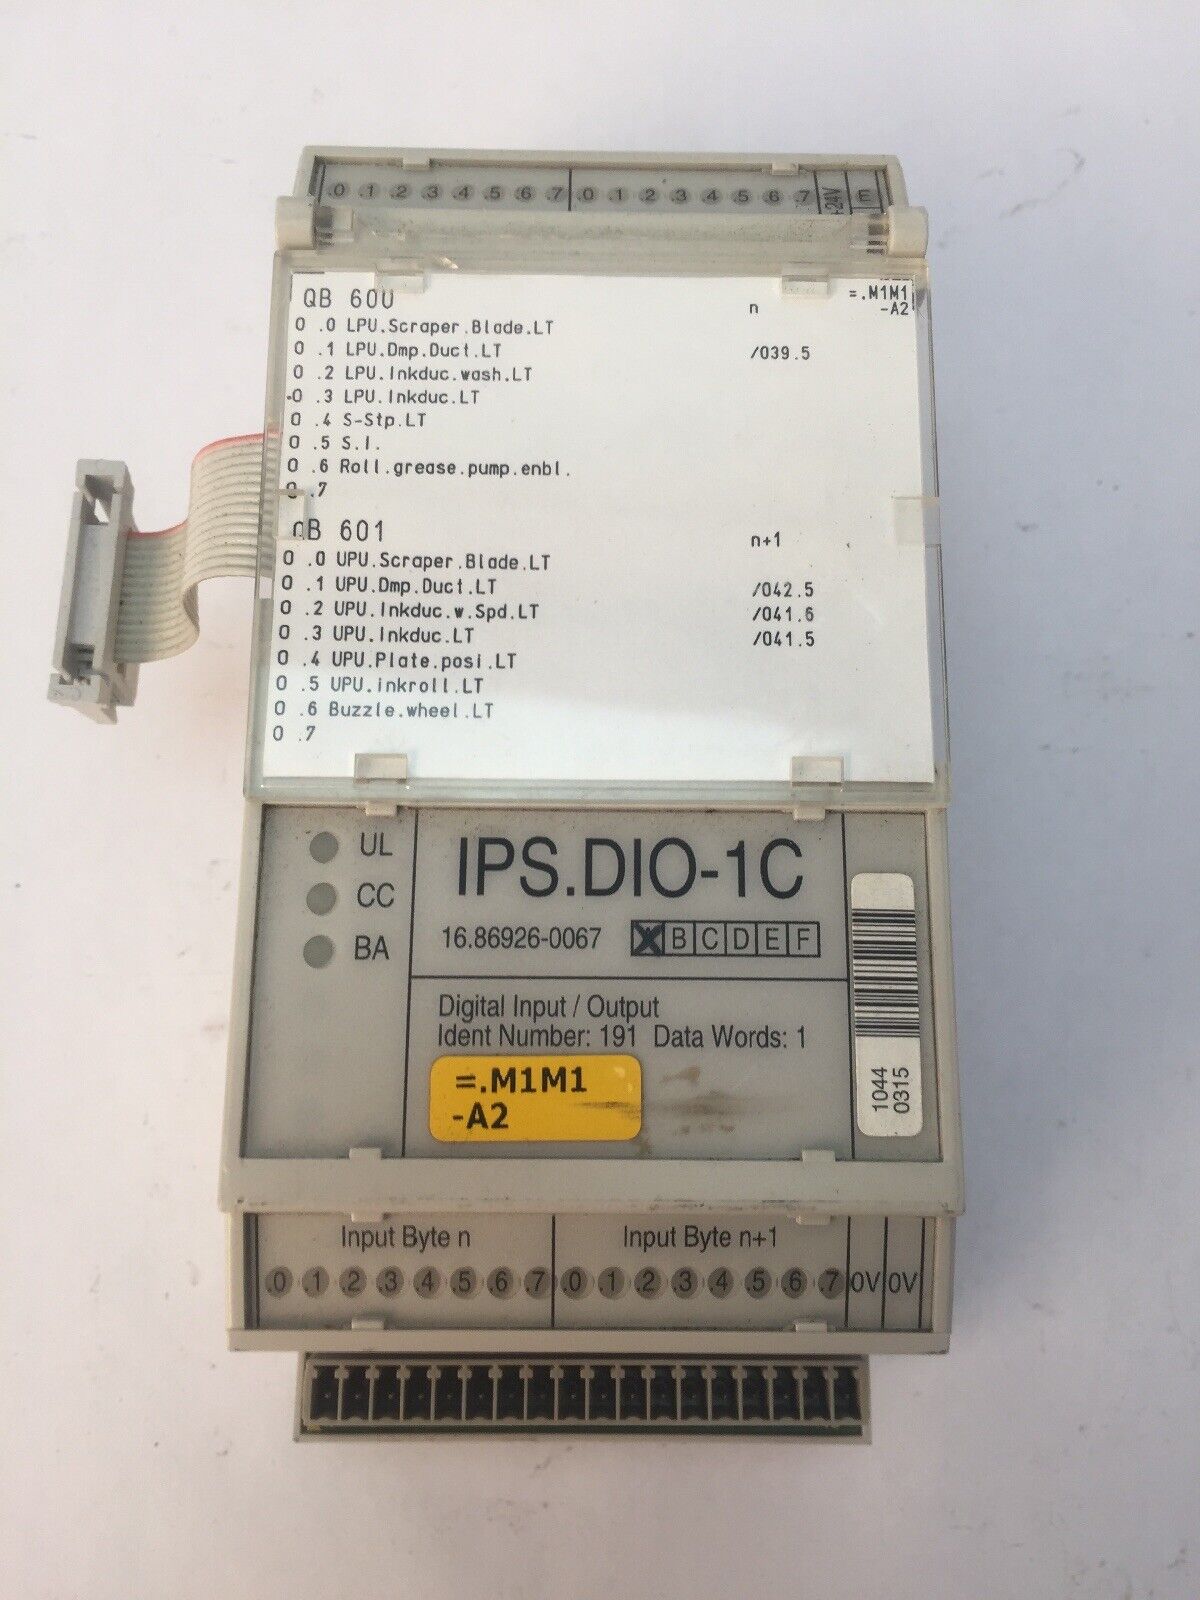 .0 .1 .2 .3 .4 .5 .6 .7 .0 .1 .2 .3 .4 .5 .6 .7 +24V
QB 600 n =.M1M1
-A2
0 .0 LPU.Scraper.Blade.LT
0 .1 LPU.Dmp.Duct.LT /039.5
0 .2 LPU.Inkduc.wash.LT
0 .3 LPU.Inkduc.LT
0 .4 S-Stp.LT
0 .5 S.I.
0 .6 Roll.grease.pump.enbl.
0 .7
QB 601 n+1
0 .0 UPU.Scraper.Blade.LT
0 .1 UPU.Dmp.Duct.LT /042.5
0 .2 UPU.Inkduc.w.Spd.LT /041.6
0 .3 UPU.Inkduc.LT /041.5
0 .4 UPU.Plate.posi.LT
0 .5 UPU.inkroll.LT
0 .6 Buzzle.wheel.LT
0 .7
UL
CC
BA
IPS.DIO-1C
16.86926-0067 B C D E F
Digital Input / Output
Ident Number: 191 Data Words: 1
=.M1M1
-A2
1044
0315
Input Byte n Input Byte n+1
.0 .1 .2 .3 .4 .5 .6 .7 .0 .1 .2 .3 .4 .5 .6 .7 0V 0V